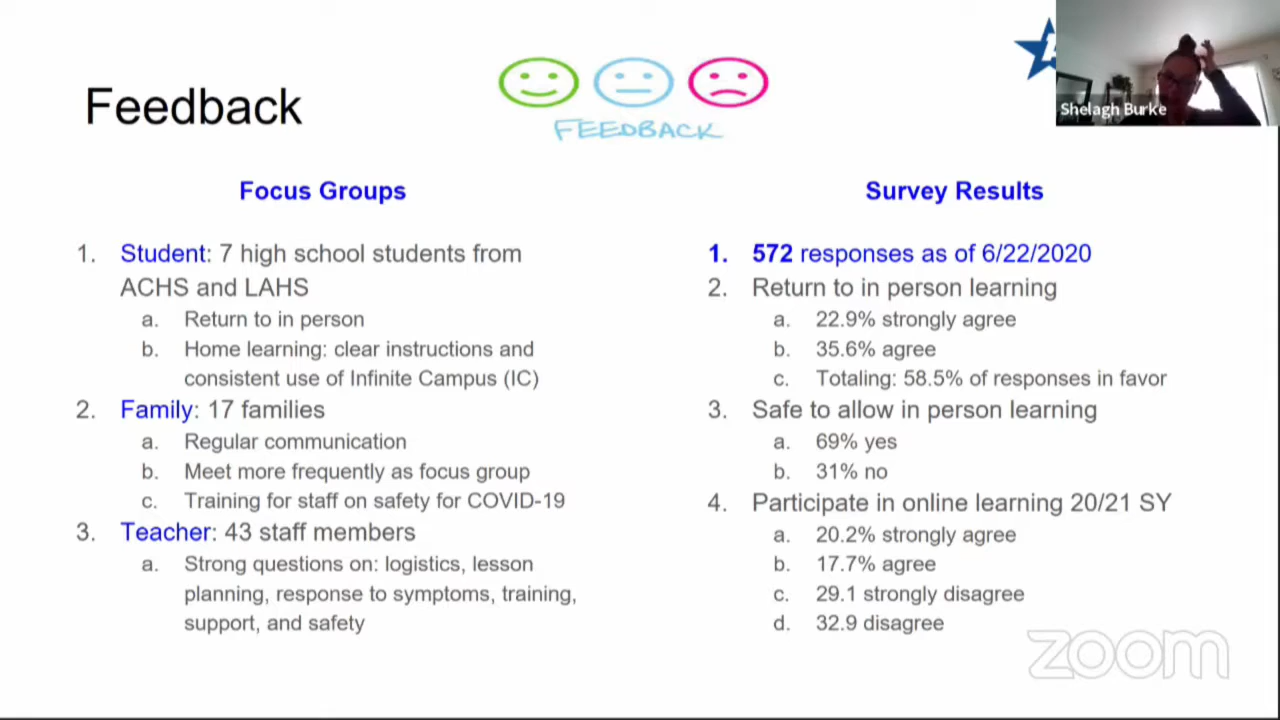 Feedback
FEEDBACK
Shelagh Burke
Focus Groups
1. Student: 7 high school students from
ACHS and LAHS
a. Return to in person
b. Home learning: clear instructions and
consistent use of Infinite Campus (IC)
2. Family: 17 families
a. Regular communication
b. Meet more frequently as focus group
c. Training for staff on safety for COVID-19
3. Teacher: 43 staff members
a. Strong questions on: logistics, lesson
planning, response to symptoms, training,
support, and safety
Survey Results
1. 572 responses as of 6/22/2020
2. Return to in person learning
a. 22.9% strongly agree
b. 35.6% agree
c. Totaling: 58.5% of responses in favor
3. Safe to allow in person learning
a. 69% yes
b. 31% no
4. Participate in online learning 20/21 SY
a. 20.2% strongly agree
b. 17.7% agree
c. 29.1 strongly disagree
d. 32.9 disagree
zoom